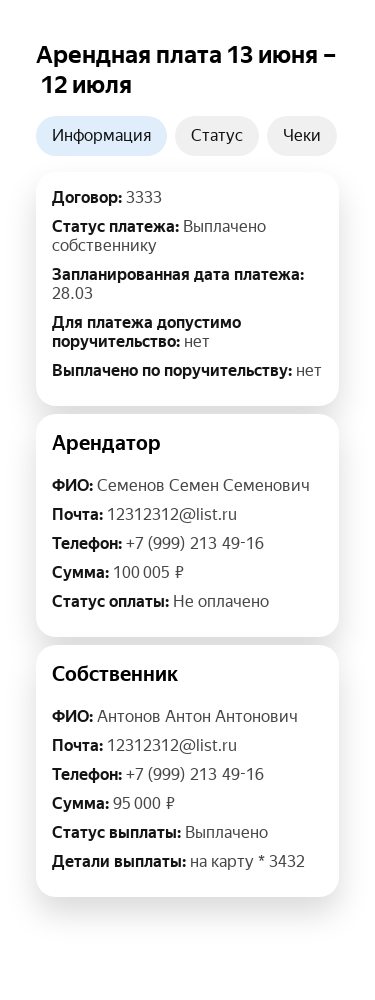 Арендная плата 13 июня –
12 июля
Информация
Статус
Чеки
Договор: 3333
Статус платежа: Выплачено
собственнику
Запланированная дата платежа:
28.03
Для платежа допустимо
поручительство: нет
Выплачено по поручительству: нет
Арендатор
ФИО: Семенов Семен Семенович
Почта: 12312312@list.ru
Телефон: +7 (999) 213 49-16
Сумма: 100 005 ₽
Статус оплаты: Не оплачено
Собственник
ФИО: Антонов Антон Антонович
Почта: 12312312@list.ru
Телефон: +7 (999) 213 49-16
Сумма: 95 000 ₽
Статус выплаты: Выплачено
Детали выплаты: на карту * 3432